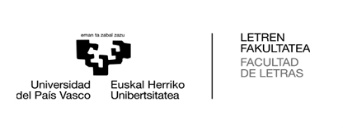 eman ta zabal zazu
Universidad
del País Vasco
Euskal Herriko
Unibertsitatea
LETREN
FAKULTATEA
FACULTAD
DE LETRAS